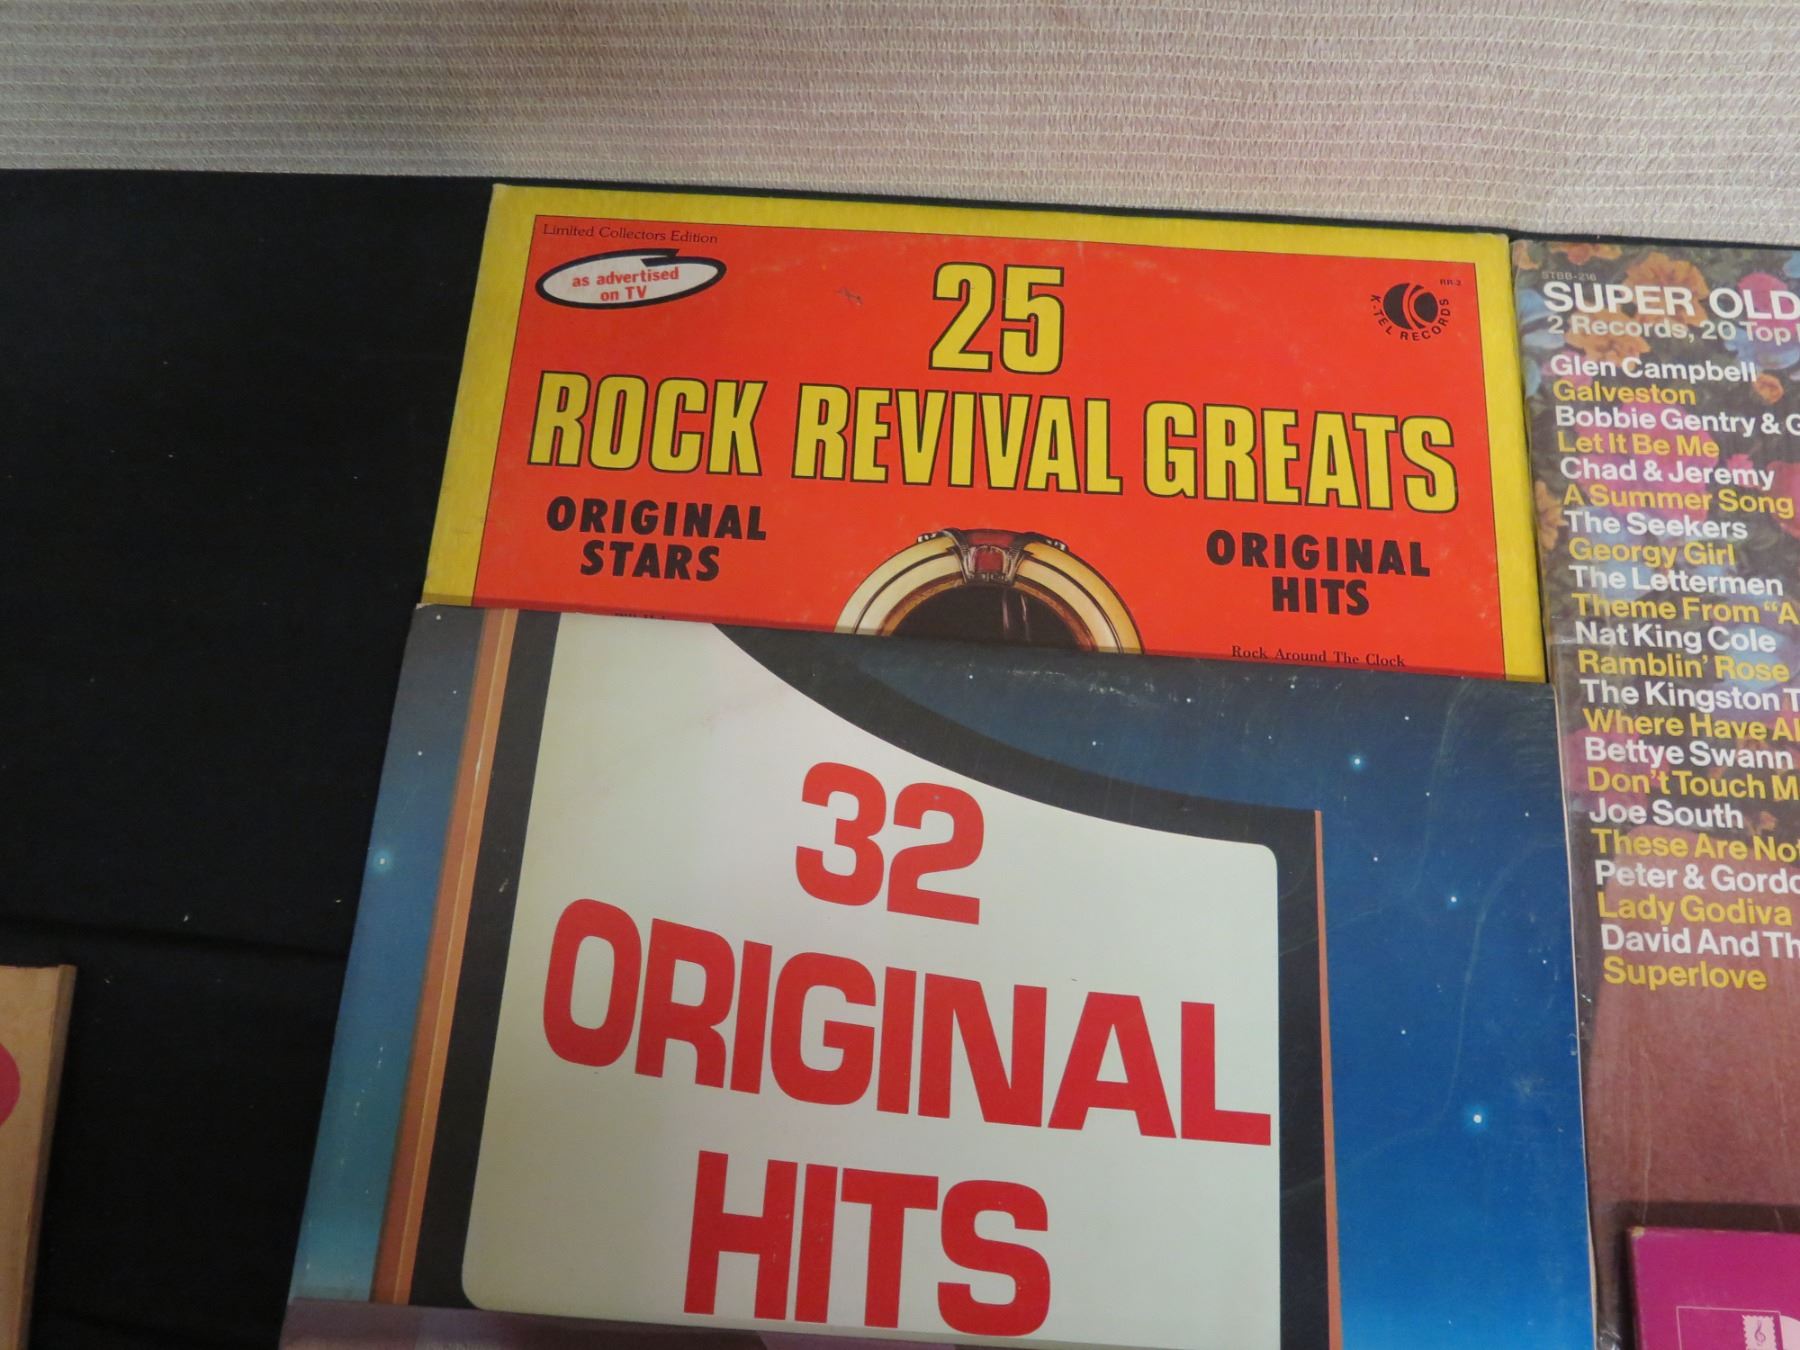 Limited Collectors Edition
as advertised
on TV
25
RR-2
K-TEL RECORDS
ROCK REVIVAL GREATS
ORIGINAL
STARS
ORIGINAL
HITS
Rock Around The Clock
32
ORIGINAL
HITS
STBB-216
SUPER OLD
2 Records, 20 Top
Glen Campbell
Galveston
Bobbie Gentry & G
Let It Be Me
Chad & Jeremy
A Summer Song
The Seekers
Georgy Girl
The Lettermen
Theme From "A
Nat King Cole
Ramblin' Rose
The Kingston T
Where Have Al
Bettye Swann
Don't Touch M
Joe South
These Are Not
Peter & Gordo
Lady Godiva
David And Th
Superlove